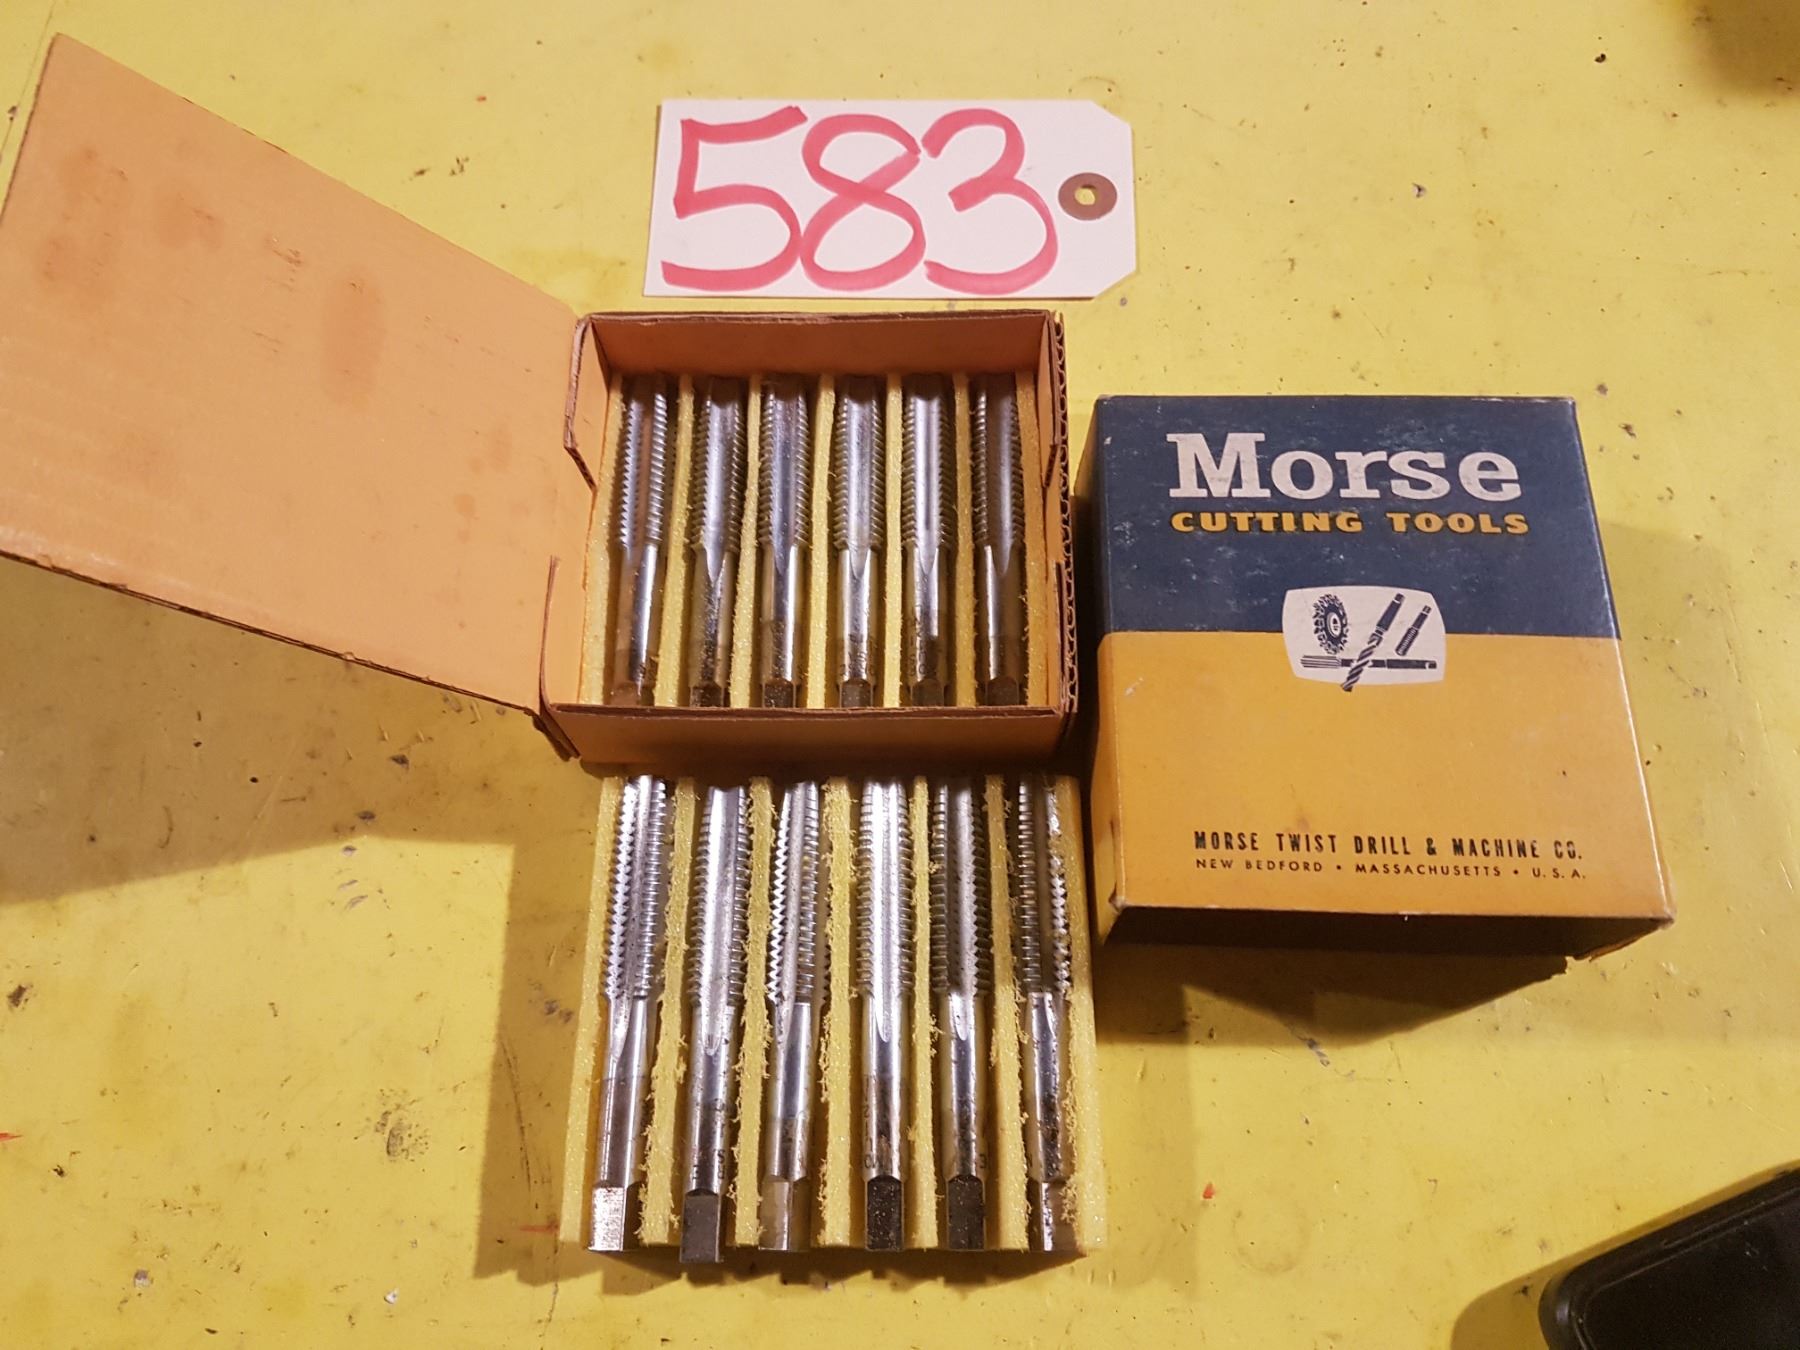 583
Morse
CUTTING TOOLS
MORSE TWIST DRILL & MACHINE CO.
NEW BEDFORD • MASSACHUSETTS • U.S.A.